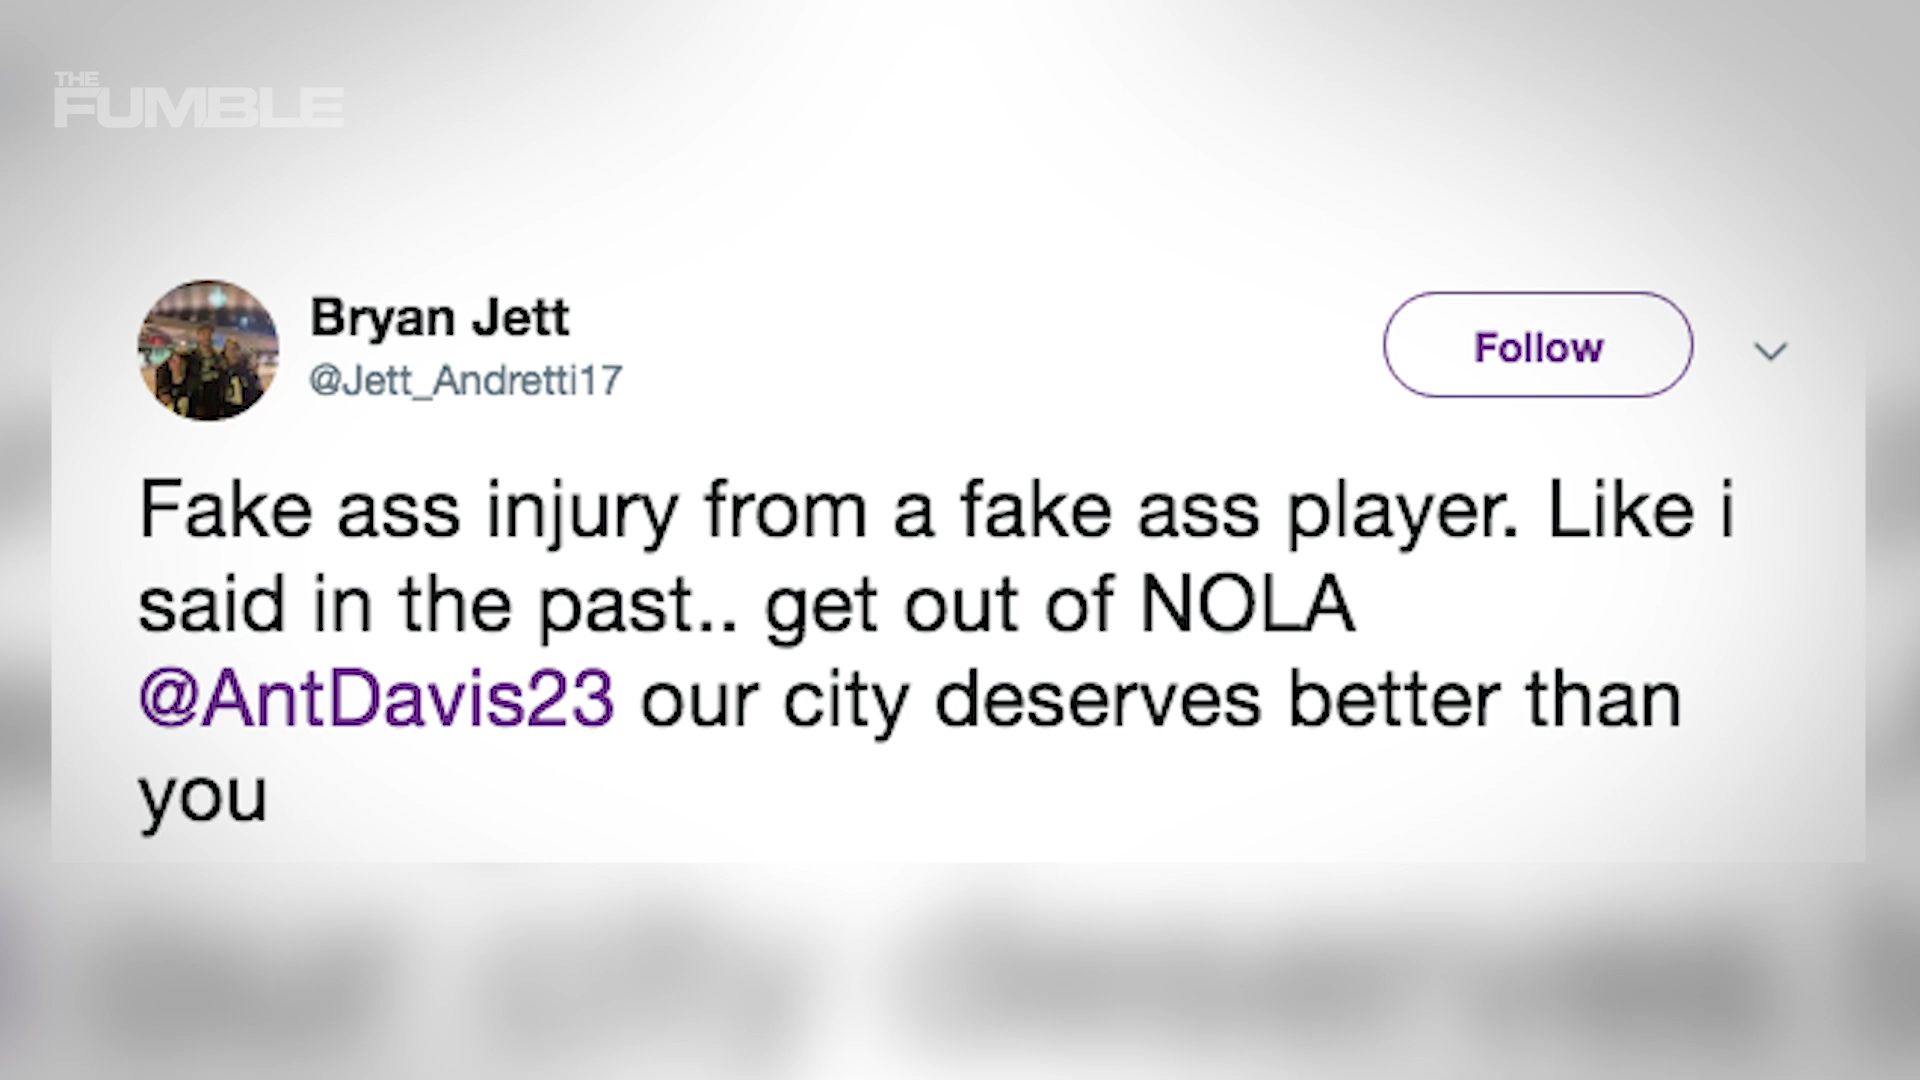 THE
FUMBLE
Bryan Jett
@Jett_Andretti17
Follow
Fake ass injury from a fake ass player. Like i
said in the past.. get out of NOLA
@AntDavis23 our city deserves better than
you